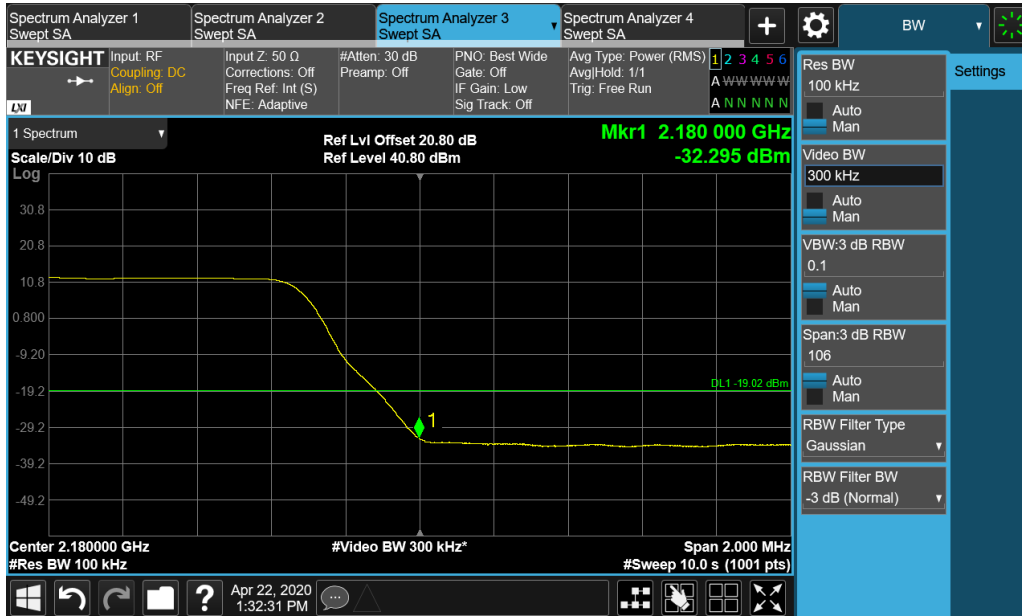 Spectrum Analyzer 1
Swept SA
Spectrum Analyzer 2
Swept SA
Spectrum Analyzer 3
Swept SA
Spectrum Analyzer 4
Swept SA
+
BW
KEYSIGHT
LXI
Input: RF
Coupling: DC
Align: Off
Input Z: 50 Ω
Corrections: Off
Freq Ref: Int (S)
NFE: Adaptive
#Atten: 30 dB
Preamp: Off
PNO: Best Wide
Gate: Off
IF Gain: Low
Sig Track: Off
Avg Type: Power (RMS)
Avg|Hold: 1/1
Trig: Free Run
1 2 3 4 5 6
A W W W W W
A N N N N N
1 Spectrum
Scale/Div 10 dB
Log
Ref Lvl Offset 20.80 dB
Ref Level 40.80 dBm
Mkr1 2.180 000 GHz
-32.295 dBm
30.8
20.8
10.8
0.800
-9.20
-19.2
-29.2
-39.2
-49.2
DL1 -19.02 dBm
1
Center 2.180000 GHz
#Res BW 100 kHz
#Video BW 300 kHz*
Span 2.000 MHz
#Sweep 10.0 s (1001 pts)
Res BW
100 kHz
Auto
Man
Video BW
300 kHz
Auto
Man
VBW:3 dB RBW
0.1
Auto
Man
Span:3 dB RBW
106
Auto
Man
RBW Filter Type
Gaussian
RBW Filter BW
-3 dB (Normal)
Settings
?
Apr 22, 2020
1:32:31 PM